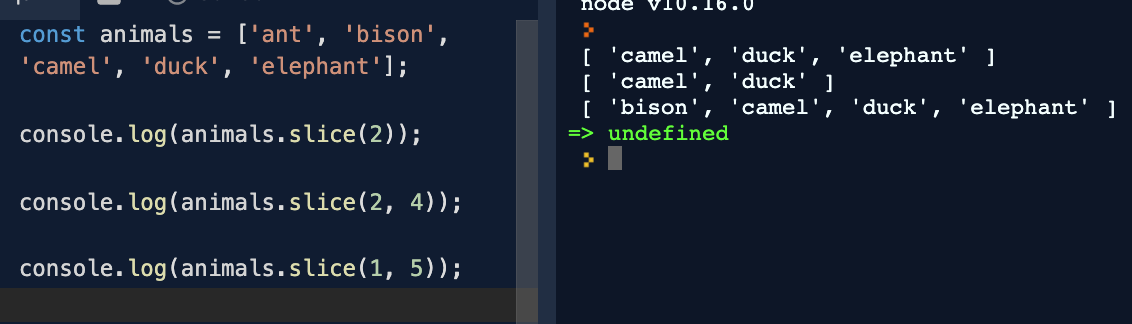 const animals = ['ant', 'bison',
'camel', 'duck', 'elephant'];
console.log(animals.slice(2));
console.log(animals.slice(2, 4));
console.log(animals.slice(1, 5));
node v10.16.0
[ 'camel', 'duck', 'elephant' ]
[ 'camel', 'duck' ]
[ 'bison', 'camel', 'duck', 'elephant' ]
=> undefined